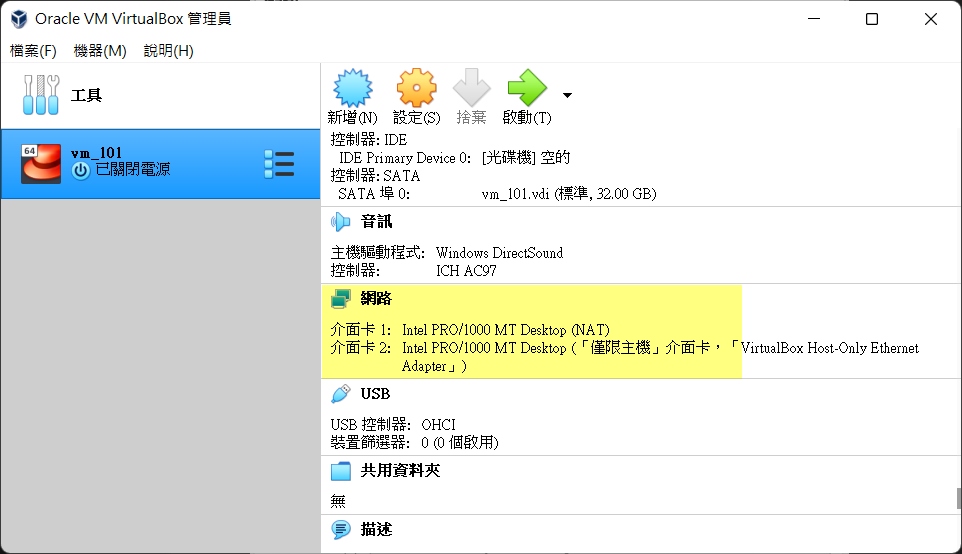 Oracle VM VirtualBox 管理員
檔案(F) 機器(M) 說明(H)
工具
新增(N) 設定(S) 捨棄 啟動(T)
64
vm_101
已關閉電源
控制器: IDE
IDE Primary Device 0: [光碟機] 空的
控制器: SATA
SATA 埠 0: vm_101.vdi (標準, 32.00 GB)
音訊
主機驅動程式: Windows DirectSound
控制器: ICH AC97
網路
介面卡 1: Intel PRO/1000 MT Desktop (NAT)
介面卡 2: Intel PRO/1000 MT Desktop (「僅限主機」介面卡，「VirtualBox Host-Only Ethernet
Adapter」)
USB
USB 控制器: OHCI
裝置篩選器: 0 (0 個啟用)
共用資料夾
無
描述